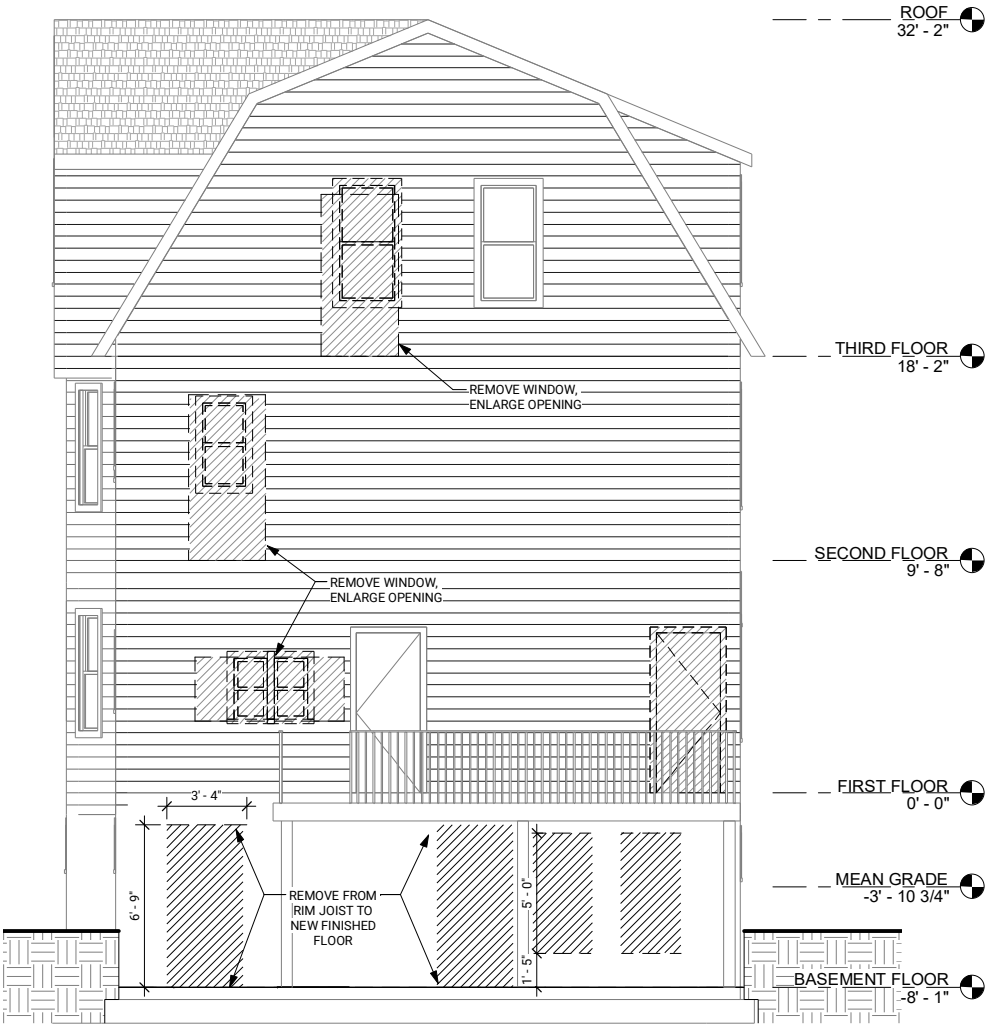 ROOF
32' - 2"
THIRD FLOOR
18' - 2"
REMOVE WINDOW,
ENLARGE OPENING
SECOND FLOOR
9' - 8"
REMOVE WINDOW,
ENLARGE OPENING
FIRST FLOOR
0' - 0"
3' - 4"
6' - 9"
REMOVE FROM
RIM JOIST TO
NEW FINISHED
FLOOR
5' - 0"
1' - 5"
MEAN GRADE
-3' - 10 3/4"
BASEMENT FLOOR
-8' - 1"